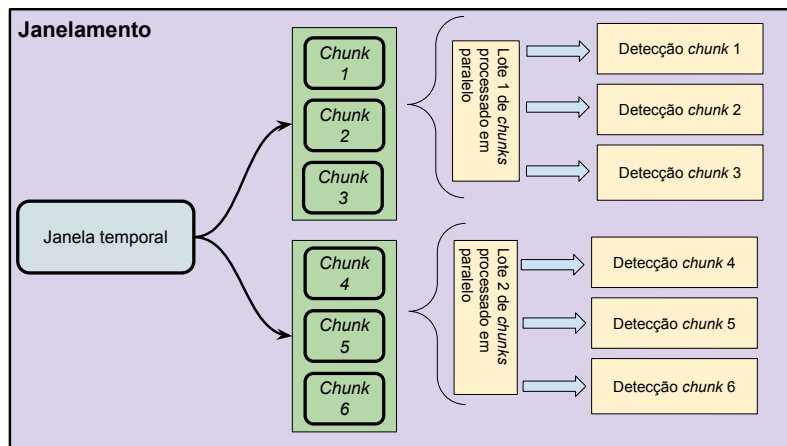 Janelamento
Janela temporal
Chunk
1
Chunk
2
Chunk
3
Lote 1 de chunks
processado em
paralelo
Detecção chunk 1
Detecção chunk 2
Detecção chunk 3
Chunk
4
Chunk
5
Chunk
6
Lote 2 de chunks
processado em
paralelo
Detecção chunk 4
Detecção chunk 5
Detecção chunk 6